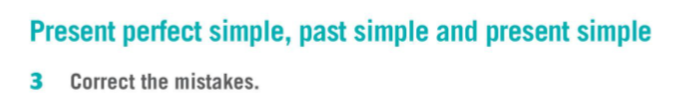 Present perfect simple, past simple and present simple
3 Correct the mistakes.